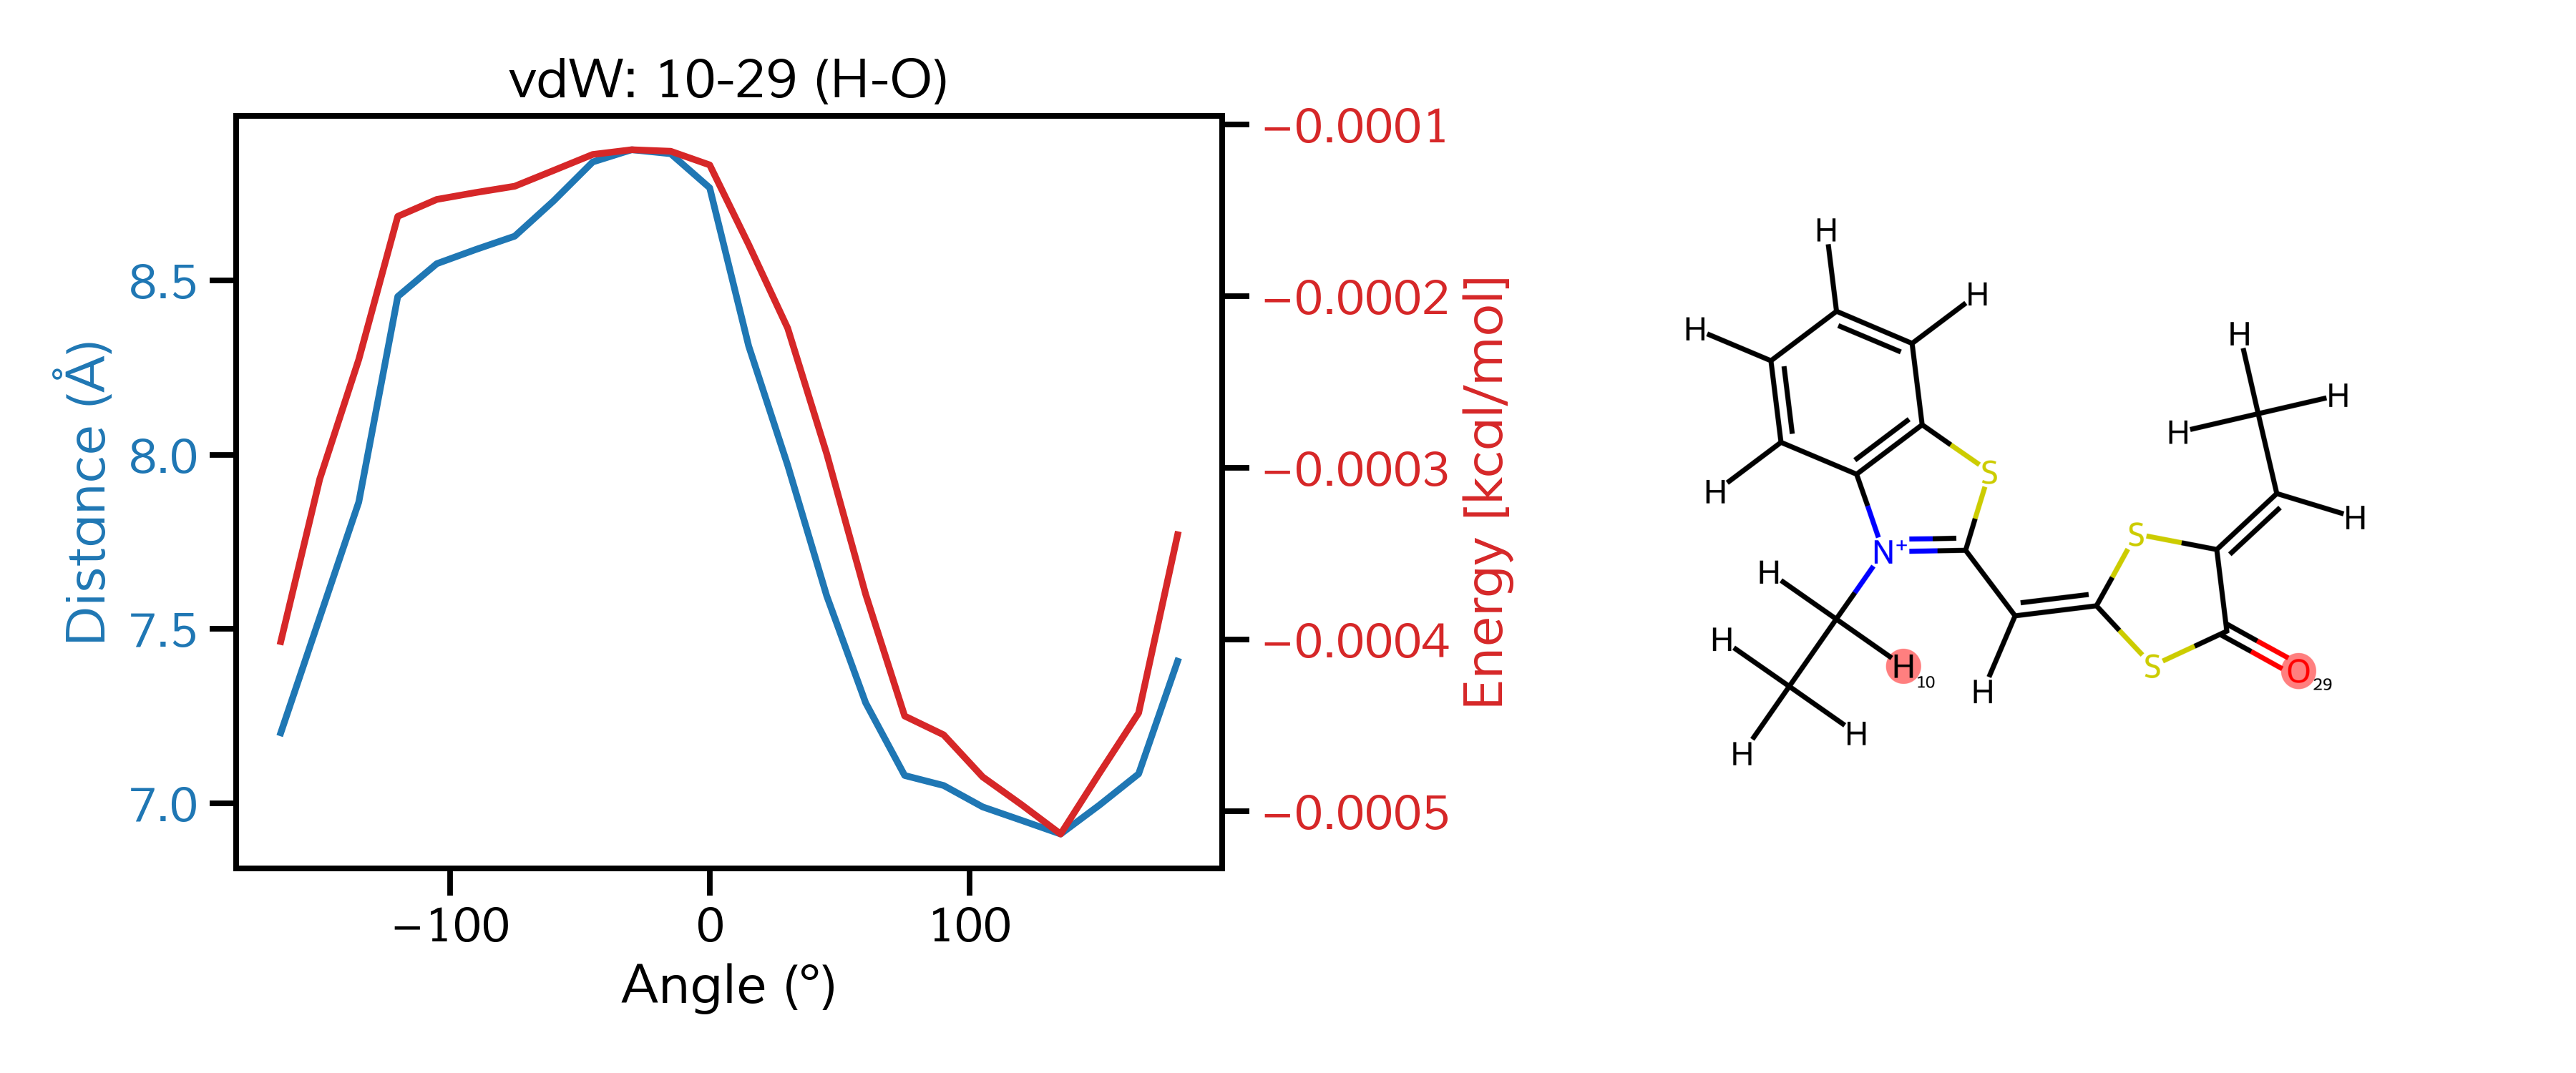 vdW: 10-29 (H-O)
Distance (Å)
8.5
8.0
7.5
7.0
−100
0
100
Angle (°)
−0.0001
−0.0002
−0.0003
−0.0004
−0.0005
Energy [kcal/mol]
H
H
H
H
H
H
H
H
S
S
H
N⁺
H
H
H
10
S
O
29
H
H
H